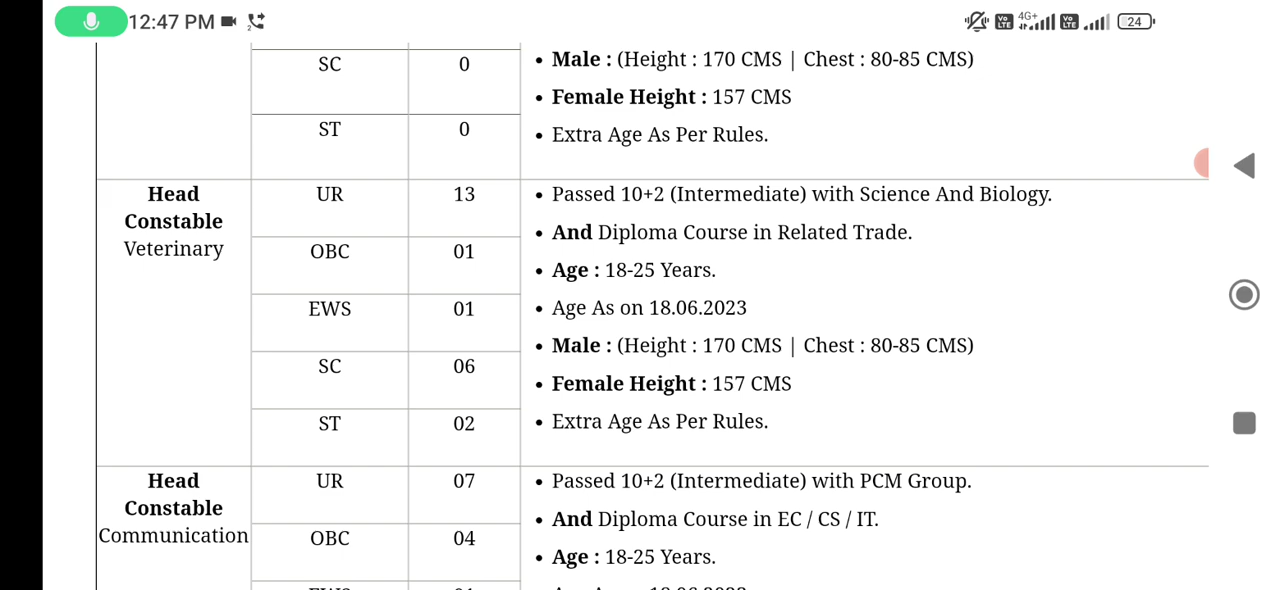 12:47 PM
4G+
24
SC 0
ST 0
• Male : (Height : 170 CMS | Chest : 80-85 CMS)
• Female Height : 157 CMS
• Extra Age As Per Rules.
Head
Constable
Veterinary
UR 13
OBC 01
EWS 01
SC 06
ST 02
• Passed 10+2 (Intermediate) with Science And Biology.
• And Diploma Course in Related Trade.
• Age : 18-25 Years.
• Age As on 18.06.2023
• Male : (Height : 170 CMS | Chest : 80-85 CMS)
• Female Height : 157 CMS
• Extra Age As Per Rules.
Head
Constable
Communication
UR 07
OBC 04
• Passed 10+2 (Intermediate) with PCM Group.
• And Diploma Course in EC / CS / IT.
• Age : 18-25 Years.